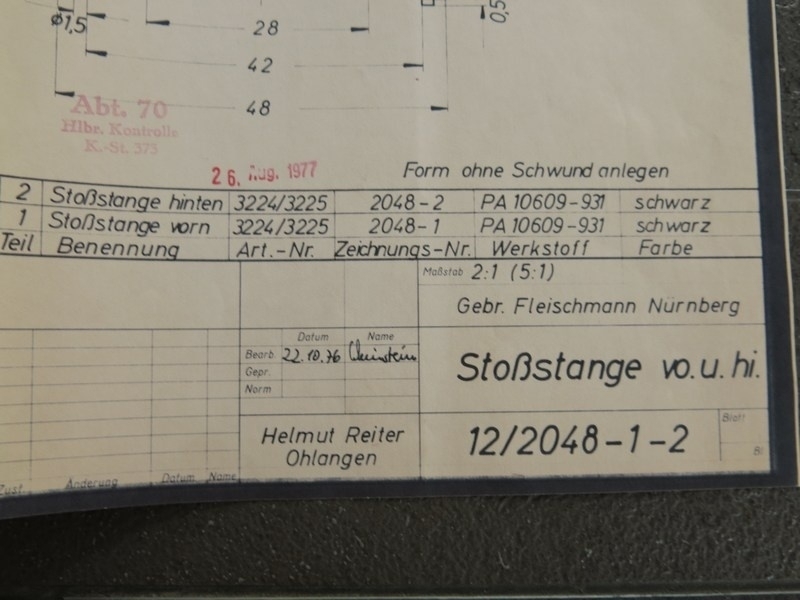 ø1,5
28
0,5
42
48
Abt. 70
Hlbr. Kontrolle
K.-St. 373
26. Aug. 1977
Form ohne Schwund anlegen
2 Stoßstange hinten 3224/3225 2048-2 PA 10609-931 schwarz
1 Stoßstange vorn 3224/3225 2048-1 PA 10609-931 schwarz
Teil Benennung Art.-Nr. Zeichnungs-Nr. Werkstoff Farbe
Maßstab 2:1 (5:1)
Gebr. Fleischmann Nürnberg
Datum Name
Bearb. 22.10.76
Gepr.
Norm
Stoßstange vo. u. hi.
Helmut Reiter
Ohlangen
12/2048-1-2
Blatt
Bl
Zust. Änderung Datum Name